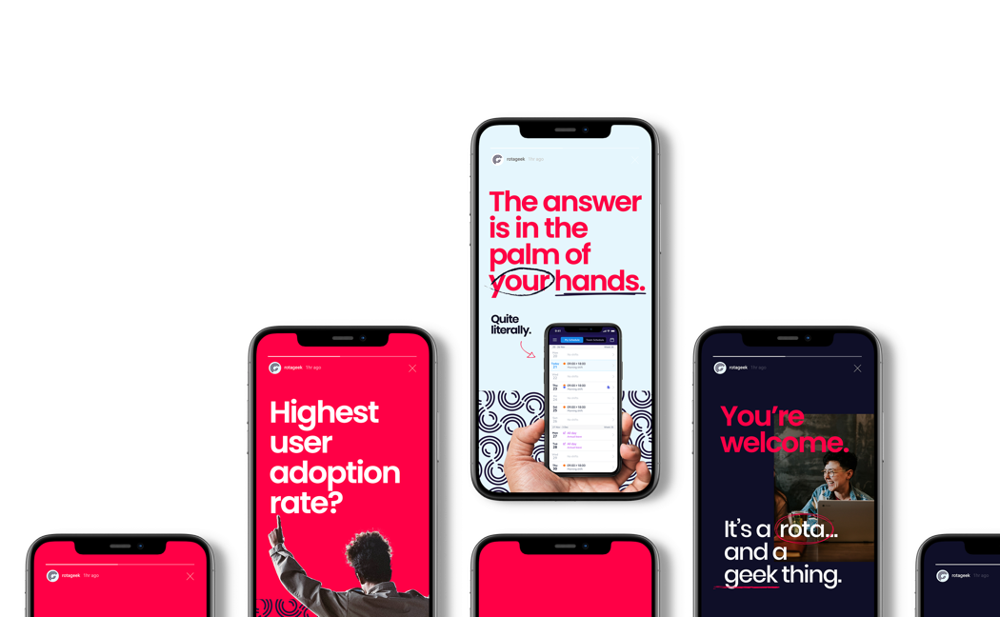 rotageek 1hr ago
The answer
is in the
palm of
your hands.
Quite
literally.
rotageek 1hr ago
Highest
user
adoption
rate?
rotageek 1hr ago
You're
welcome.
It's a rota...
and a
geek thing.
rotageek 1hr ago
rotageek 1hr ago